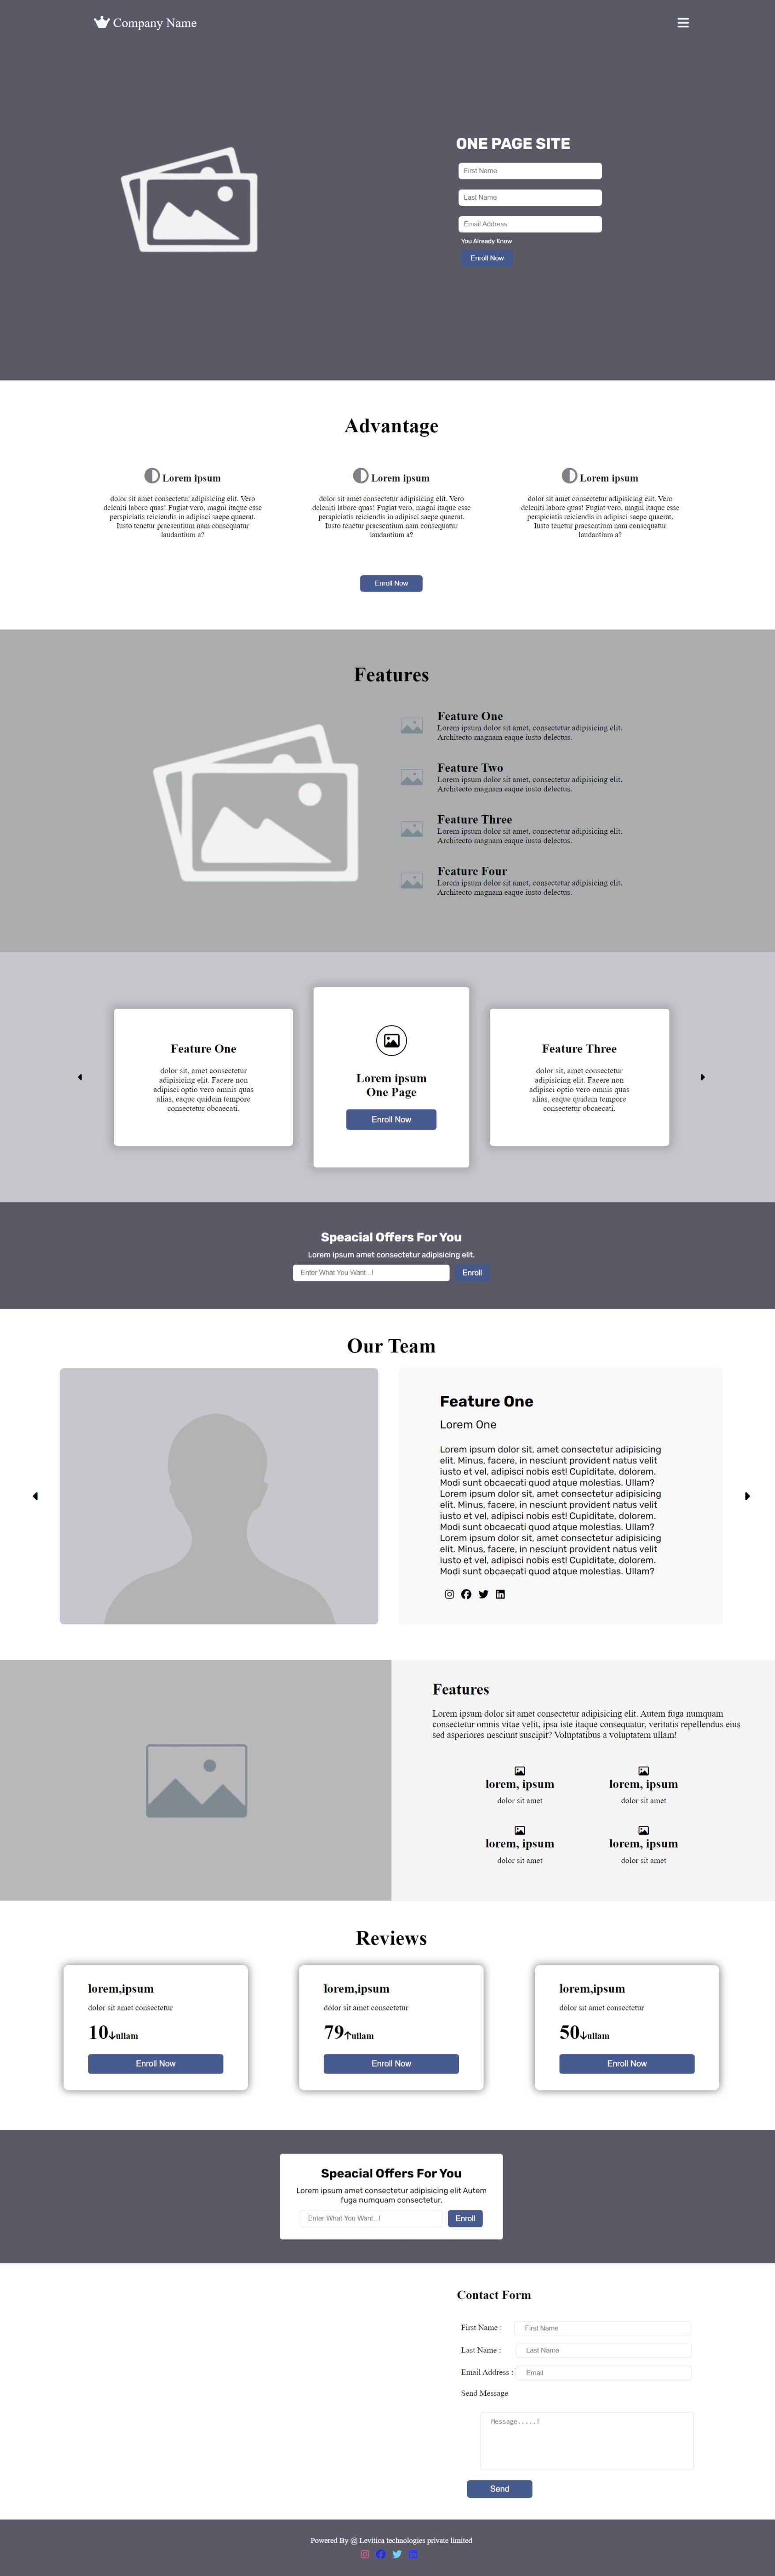 Company Name
ONE PAGE SITE
First Name
Last Name
Email Address
You Already Know
Enroll Now
Advantage
Lorem ipsum
dolor sit amet consectetur adipisicing elit. Vero
deleniti labore quas! Fugiat vero, magni itaque esse
perspiciatis reiciendis in adipisci saepe quaerat.
Iusto tenetur praesentium nam consequatur
laudantium a?
Lorem ipsum
dolor sit amet consectetur adipisicing elit. Vero
deleniti labore quas! Fugiat vero, magni itaque esse
perspiciatis reiciendis in adipisci saepe quaerat.
Iusto tenetur praesentium nam consequatur
laudantium a?
Lorem ipsum
dolor sit amet consectetur adipisicing elit. Vero
deleniti labore quas! Fugiat vero, magni itaque esse
perspiciatis reiciendis in adipisci saepe quaerat.
Iusto tenetur praesentium nam consequatur
laudantium a?
Enroll Now
Features
Feature One
Lorem ipsum dolor sit amet, consectetur adipisicing elit.
Architecto magnam eaque iusto delectus.
Feature Two
Lorem ipsum dolor sit amet, consectetur adipisicing elit.
Architecto magnam eaque iusto delectus.
Feature Three
Lorem ipsum dolor sit amet, consectetur adipisicing elit.
Architecto magnam eaque iusto delectus.
Feature Four
Lorem ipsum dolor sit amet, consectetur adipisicing elit.
Architecto magnam eaque iusto delectus.
Feature One
dolor sit, amet consectetur
adipisicing elit. Facere non
adipisci optio vero omnis quas
alias, eaque quidem tempore
consectetur obcaecati.
Lorem ipsum
One Page
Enroll Now
Feature Three
dolor sit, amet consectetur
adipisicing elit. Facere non
adipisci optio vero omnis quas
alias, eaque quidem tempore
consectetur obcaecati.
Speacial Offers For You
Lorem ipsum amet consectetur adipisicing elit.
Enter What You Want...!
Enroll
Our Team
Feature One
Lorem One
Lorem ipsum dolor sit, amet consectetur adipisicing
elit. Minus, facere, in nesciunt provident natus velit
iusto et vel, adipisci nobis est! Cupiditate, dolorem.
Modi sunt obcaecati quod atque molestias. Ullam?
Lorem ipsum dolor sit, amet consectetur adipisicing
elit. Minus, facere, in nesciunt provident natus velit
iusto et vel, adipisci nobis est! Cupiditate, dolorem.
Modi sunt obcaecati quod atque molestias. Ullam?
Lorem ipsum dolor sit, amet consectetur adipisicing
elit. Minus, facere, in nesciunt provident natus velit
iusto et vel, adipisci nobis est! Cupiditate, dolorem.
Modi sunt obcaecati quod atque molestias. Ullam?
Features
Lorem ipsum dolor sit amet consectetur adipisicing elit. Autem fuga numquam
consectetur omnis vitae velit, ipsa iste itaque consequatur, veritatis repellendus eius
sed asperiores nesciunt suscipit? Voluptatibus a voluptatem ullam!
lorem, ipsum
dolor sit amet
lorem, ipsum
dolor sit amet
lorem, ipsum
dolor sit amet
lorem, ipsum
dolor sit amet
Reviews
lorem,ipsum
dolor sit amet consectetur
10↓ullam
Enroll Now
lorem,ipsum
dolor sit amet consectetur
79↑ullam
Enroll Now
lorem,ipsum
dolor sit amet consectetur
50↓ullam
Enroll Now
Speacial Offers For You
Lorem ipsum amet consectetur adipisicing elit Autem
fuga numquam consectetur.
Enter What You Want...!
Enroll
Contact Form
First Name : First Name
Last Name : Last Name
Email Address : Email
Send Message
Message.....!
Send
Powered By @ Levitica technologies private limited